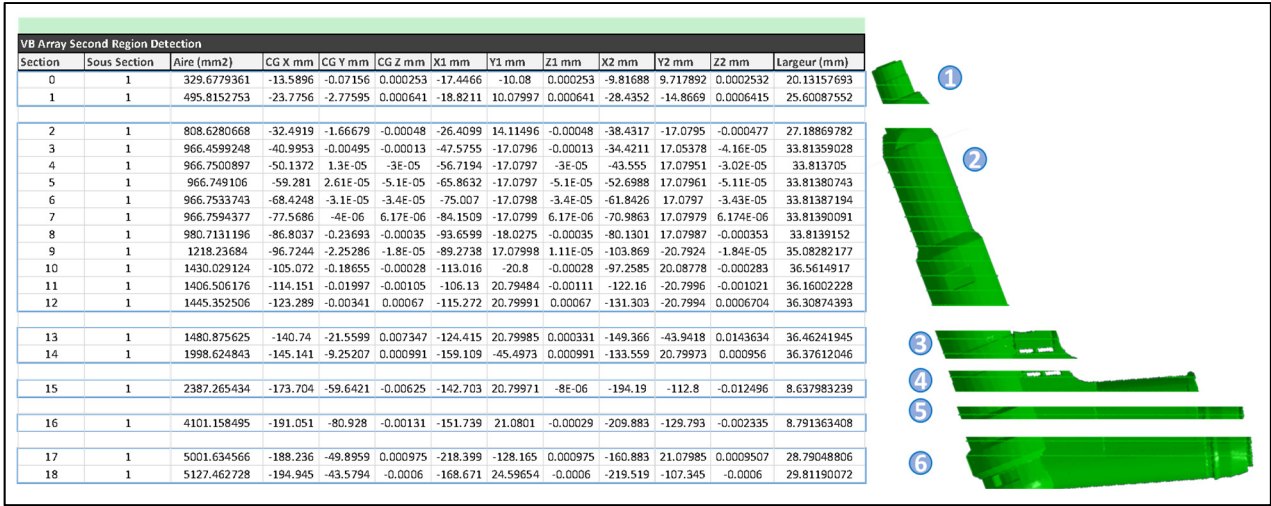 VB Array Second Region Detection
Section Sous Section Aire (mm2) CG X mm CG Y mm CG Z mm X1 mm Y1 mm Z1 mm X2 mm Y2 mm Z2 mm Largeur (mm)
0 1 329.6779361 -13.5896 -0.07156 0.000253 -17.4466 -10.08 0.000253 -9.81688 9.717892 0.0002532 20.13157693
1 1 495.8152753 -23.7756 -2.77595 0.000641 -18.8211 10.07997 0.000641 -28.4352 -14.8669 0.0006415 25.60087552
2 1 808.6280668 -32.4919 -1.66679 -0.00048 -26.4099 14.11496 -0.00048 -38.4317 -17.0795 -0.000477 27.18869782
3 1 966.4599248 -40.9953 -0.00495 -0.00013 -47.5755 -17.0796 -0.00013 -34.4211 17.05378 -4.16E-05 33.81359028
4 1 966.7500897 -50.1372 1.3E-05 -3E-05 -56.7194 -17.0797 -3E-05 -43.555 17.07951 -3.02E-05 33.813705
5 1 966.749106 -59.281 2.61E-05 -5.1E-05 -65.8632 -17.0797 -5.1E-05 -52.6988 17.07961 -5.11E-05 33.81380743
6 1 966.7533743 -68.4248 -3.1E-05 -3.4E-05 -75.007 -17.0798 -3.4E-05 -61.8426 17.0797 -3.43E-05 33.81387194
7 1 966.7594377 -77.5686 -4E-06 6.17E-06 -84.1509 -17.0799 6.17E-06 -70.9863 17.07979 6.174E-06 33.81390091
8 1 980.7131196 -86.8037 -0.23693 -0.00035 -93.6599 -18.0275 -0.00035 -80.1301 17.07987 -0.000353 33.8139152
9 1 1218.23684 -96.7244 -2.25286 -1.8E-05 -89.2738 17.07998 1.11E-05 -103.869 -20.7924 -1.84E-05 35.08282177
10 1 1430.029124 -105.072 -0.18655 -0.00028 -113.016 -20.8 -0.00028 -97.2585 20.08778 -0.000283 36.5614917
11 1 1406.506176 -114.151 -0.01997 -0.00105 -106.13 20.79484 -0.00111 -122.16 -20.7996 -0.001021 36.16002228
12 1 1445.352506 -123.289 -0.00341 0.00067 -115.272 20.79991 0.00067 -131.303 -20.7994 0.0006704 36.30874393
13 1 1480.875625 -140.74 -21.5599 0.007347 -124.415 20.79985 0.000331 -149.366 -43.9418 0.0143634 36.46241945
14 1 1998.624843 -145.141 -9.25207 0.000991 -159.109 -45.4973 0.000991 -133.559 20.79973 0.000956 36.37612046
15 1 2387.265434 -173.704 -59.6421 -0.00625 -142.703 20.79971 -8E-06 -194.19 -112.8 -0.012496 8.637983239
16 1 4101.158495 -191.051 -80.928 -0.00131 -151.739 21.0801 -0.00029 -209.883 -129.793 -0.002335 8.791363408
17 1 5001.634566 -188.236 -49.8959 0.000975 -218.399 -128.165 0.000975 -160.883 21.07985 0.0009507 28.79048806
18 1 5127.462728 -194.945 -43.5794 -0.0006 -168.671 24.59654 -0.0006 -219.519 -107.345 -0.0006 29.81190072
1
2
3
4
5
6